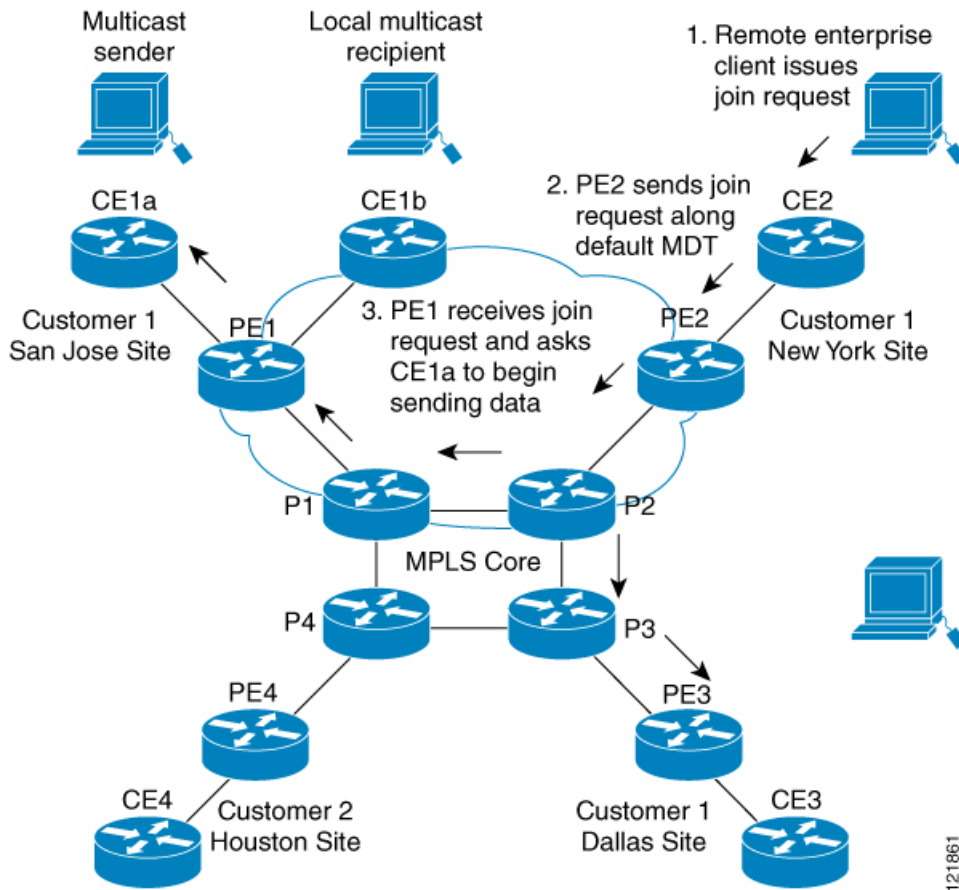 Multicast
sender
Local multicast
recipient
1. Remote enterprise
client issues
join request
CE1a
CE1b
2. PE2 sends join
request along
default MDT
CE2
Customer 1
San Jose Site
PE1
3. PE1 receives join
request and asks
CE1a to begin
sending data
PE2
Customer 1
New York Site
P1
P2
MPLS Core
P4
P3
PE4
PE3
CE4
Customer 2
Houston Site
Customer 1
Dallas Site
CE3
121861